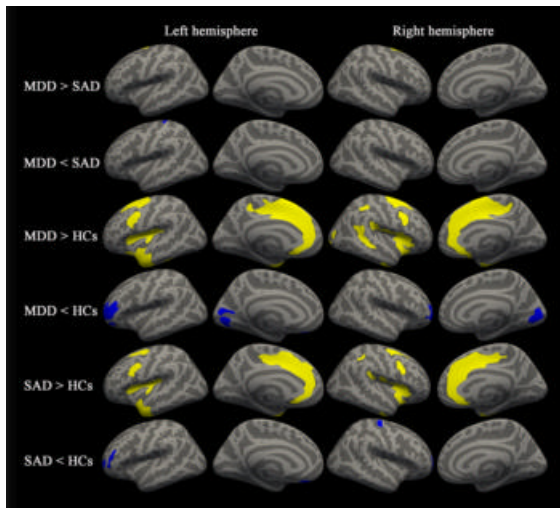 Left hemisphere Right hemisphere
MDD > SAD
MDD < SAD
MDD > HCs
MDD < HCs
SAD > HCs
SAD < HCs